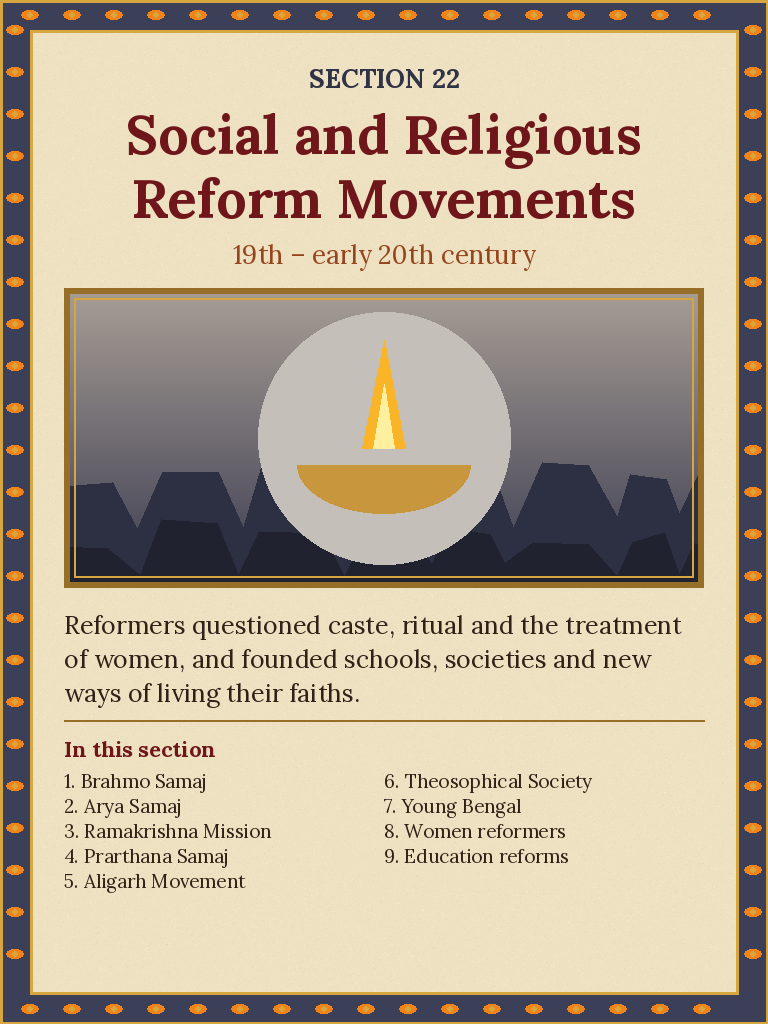 SECTION 22
Social and Religious
Reform Movements
19th – early 20th century
Reformers questioned caste, ritual and the treatment
of women, and founded schools, societies and new
ways of living their faiths.
In this section
1. Brahmo Samaj
2. Arya Samaj
3. Ramakrishna Mission
4. Prarthana Samaj
5. Aligarh Movement
6. Theosophical Society
7. Young Bengal
8. Women reformers
9. Education reforms